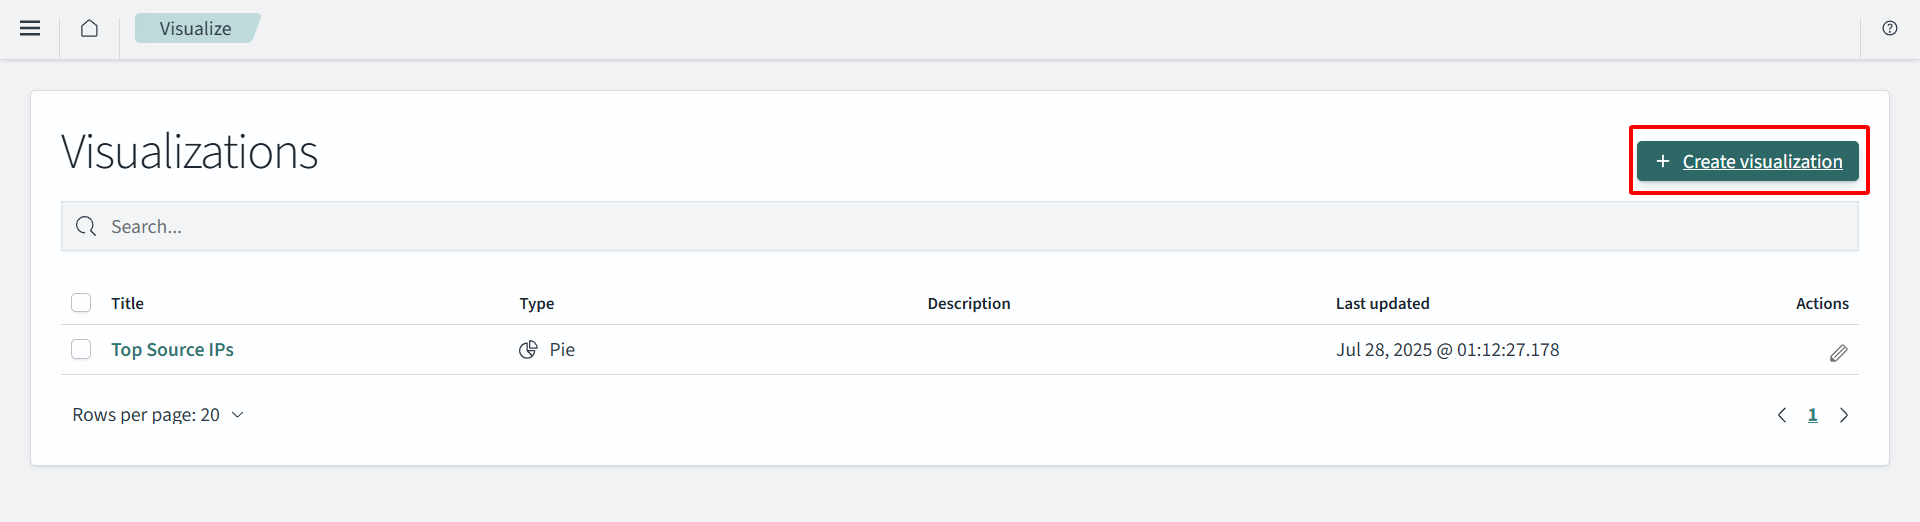 Visualize
Visualizations
Create visualization
Search...
Title Type Description Last updated Actions
Top Source IPs Pie Jul 28, 2025 @ 01:12:27.178
Rows per page: 20 1